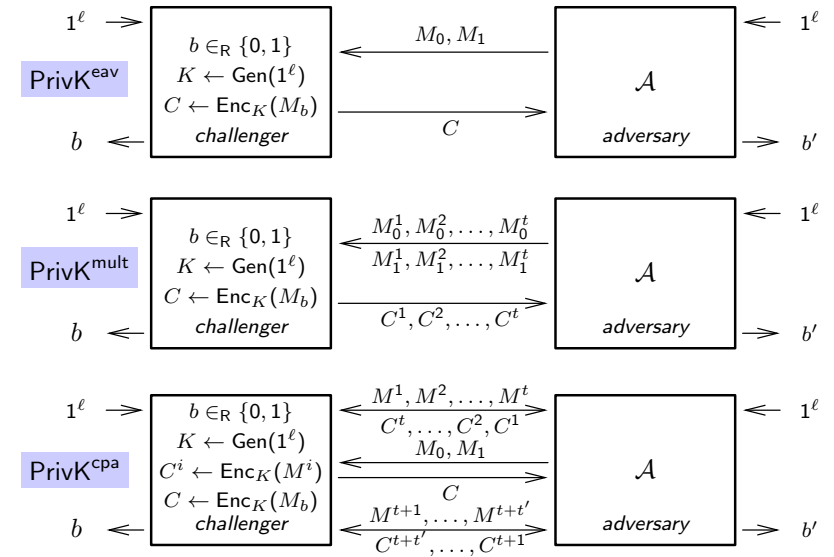 1^ℓ
PrivK^eav
b
b ∈_R {0, 1}
K ← Gen(1^ℓ)
C ← Enc_K(M_b)
challenger
M_0, M_1
C
𝒜
adversary
1^ℓ
b′
1^ℓ
PrivK^mult
b
b ∈_R {0, 1}
K ← Gen(1^ℓ)
C ← Enc_K(M_b)
challenger
M_0^1, M_0^2, . . . , M_0^t
M_1^1, M_1^2, . . . , M_1^t
C^1, C^2, . . . , C^t
𝒜
adversary
1^ℓ
b′
1^ℓ
PrivK^cpa
b
b ∈_R {0, 1}
K ← Gen(1^ℓ)
C^i ← Enc_K(M^i)
C ← Enc_K(M_b)
challenger
M^1, M^2, . . . , M^t
C^t, . . . , C^2, C^1
M_0, M_1
C
M^{t+1}, . . . , M^{t+t′}
C^{t+t′}, . . . , C^{t+1}
𝒜
adversary
1^ℓ
b′